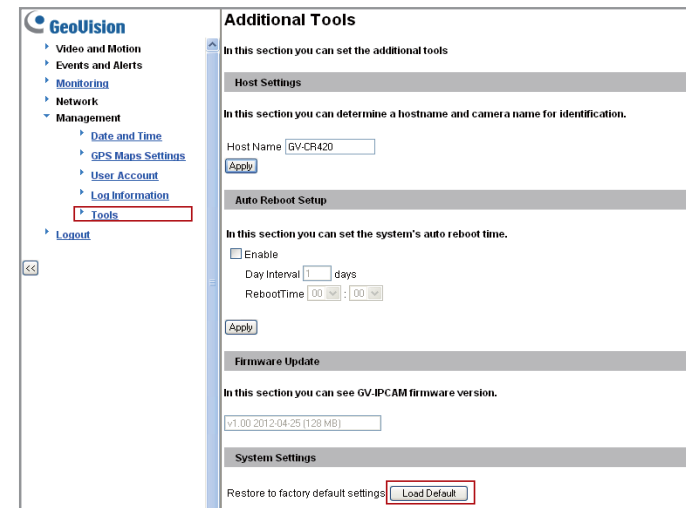 GeoVision
Video and Motion
Events and Alerts
Monitoring
Network
Management
Date and Time
GPS Maps Settings
User Account
Log Information
Tools
Logout
<<
Additional Tools
In this section you can set the additional tools
Host Settings
In this section you can determine a hostname and camera name for identification.
Host Name GV-CR420
Apply
Auto Reboot Setup
In this section you can set the system's auto reboot time.
Enable
Day Interval 1 days
RebootTime 00 : 00
Apply
Firmware Update
In this section you can see GV-IPCAM firmware version.
v1.00 2012-04-25 (128 MB)
System Settings
Restore to factory default settings Load Default